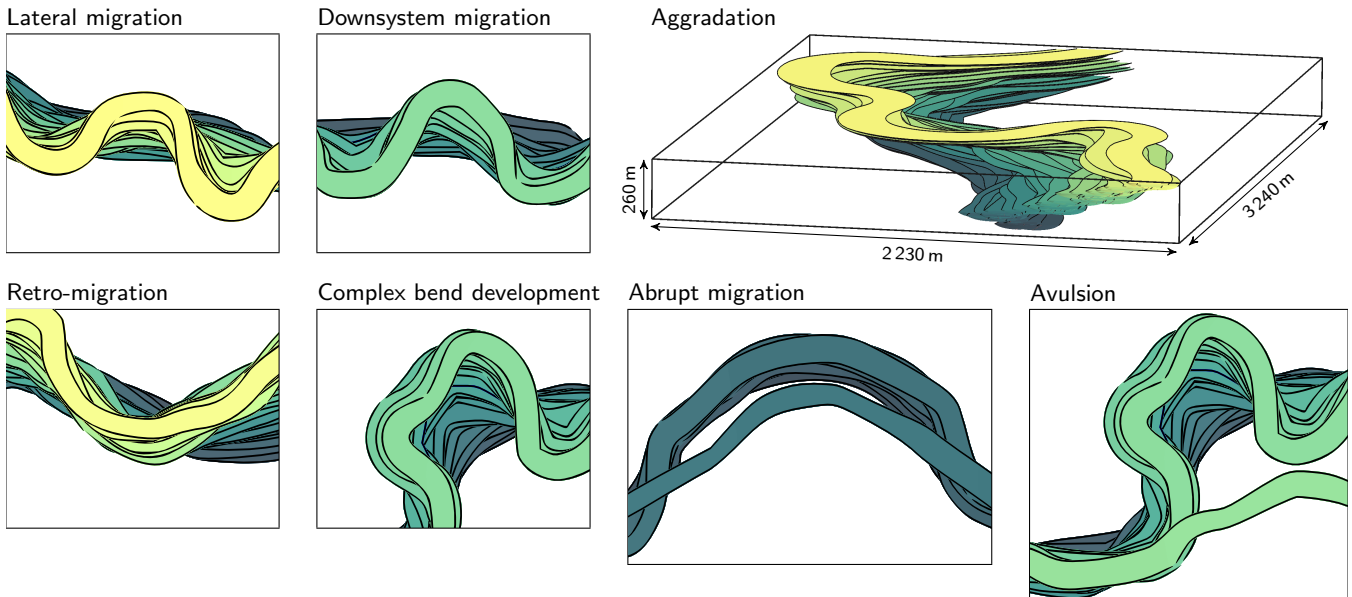 Lateral migration
Downsystem migration
Aggradation
260 m
2 230 m
3 240 m
Retro-migration
Complex bend development
Abrupt migration
Avulsion